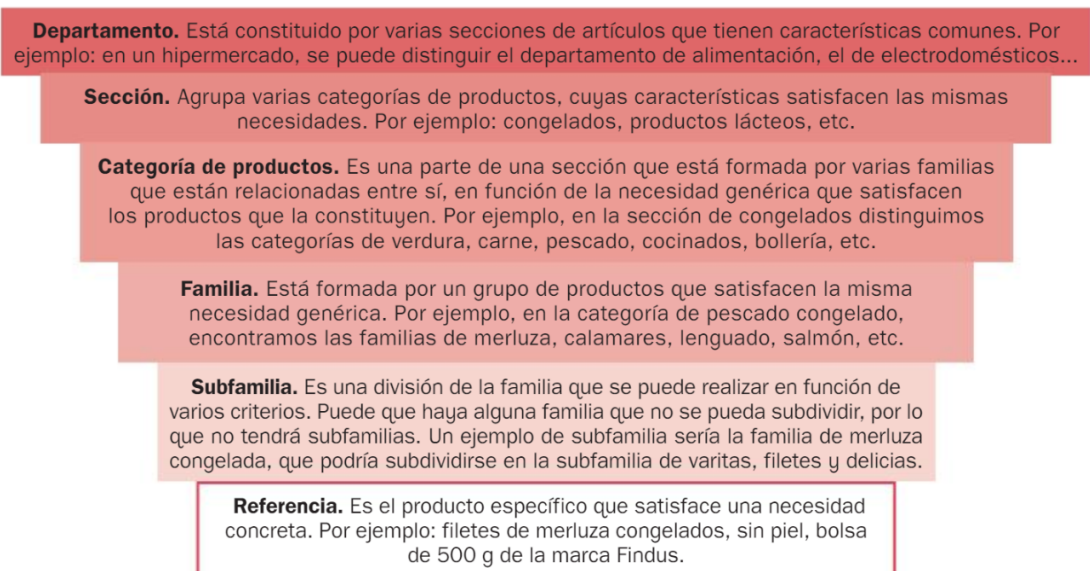 Departamento. Está constituido por varias secciones de artículos que tienen características comunes. Por
ejemplo: en un hipermercado, se puede distinguir el departamento de alimentación, el de electrodomésticos...
Sección. Agrupa varias categorías de productos, cuyas características satisfacen las mismas
necesidades. Por ejemplo: congelados, productos lácteos, etc.
Categoría de productos. Es una parte de una sección que está formada por varias familias
que están relacionadas entre sí, en función de la necesidad genérica que satisfacen
los productos que la constituyen. Por ejemplo, en la sección de congelados distinguimos
las categorías de verdura, carne, pescado, cocinados, bollería, etc.
Familia. Está formada por un grupo de productos que satisfacen la misma
necesidad genérica. Por ejemplo, en la categoría de pescado congelado,
encontramos las familias de merluza, calamares, lenguado, salmón, etc.
Subfamilia. Es una división de la familia que se puede realizar en función de
varios criterios. Puede que haya alguna familia que no se pueda subdividir, por lo
que no tendrá subfamilias. Un ejemplo de subfamilia sería la familia de merluza
congelada, que podría subdividirse en la subfamilia de varitas, filetes y delicias.
Referencia. Es el producto específico que satisface una necesidad
concreta. Por ejemplo: filetes de merluza congelados, sin piel, bolsa
de 500 g de la marca Findus.